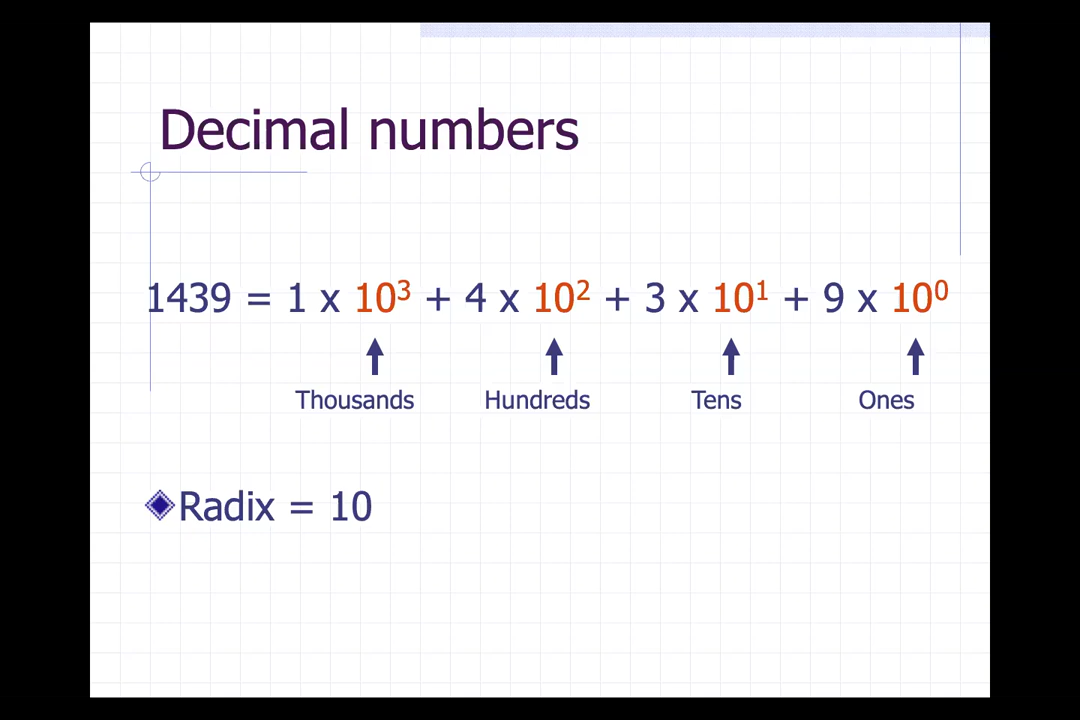 Decimal numbers
1439 = 1 x 10³ + 4 x 10² + 3 x 10¹ + 9 x 10⁰
Thousands Hundreds Tens Ones
Radix = 10